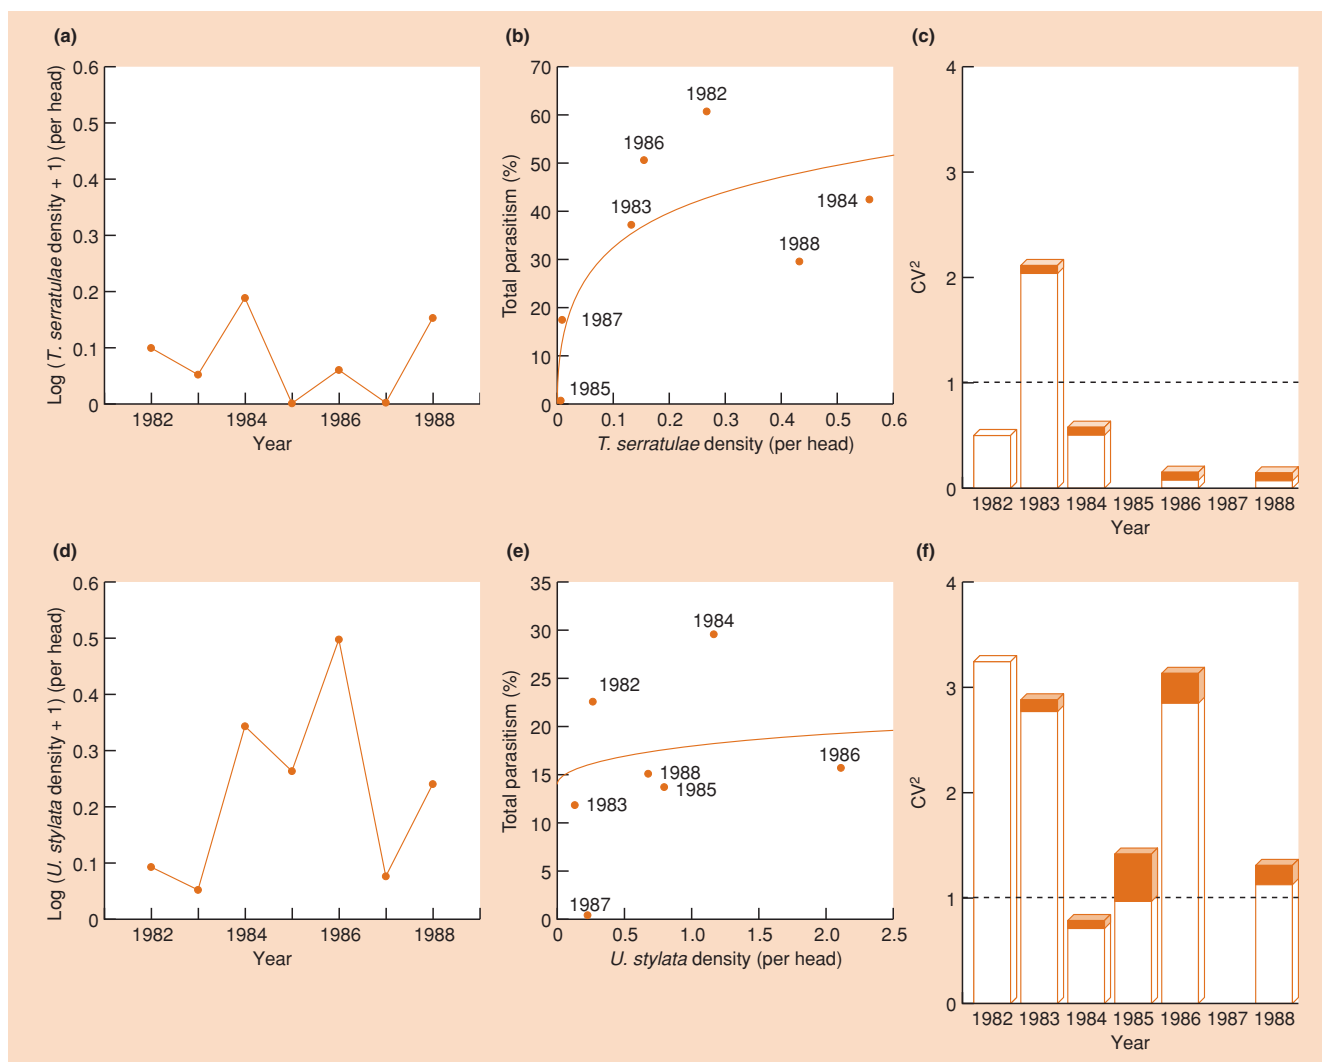 (a)
Log (T. serratulae density + 1) (per head)
0.6
0.5
0.4
0.3
0.2
0.1
0
1982 1984 1986 1988
Year
(b)
Total parasitism (%)
70
60
50
40
30
20
10
0
1982
1986
1983
1984
1988
1987
1985
0 0.1 0.2 0.3 0.4 0.5 0.6
T. serratulae density (per head)
(c)
CV²
4
3
2
1
0
1982 1983 1984 1985 1986 1987 1988
Year
(d)
Log (U. stylata density + 1) (per head)
0.6
0.5
0.4
0.3
0.2
0.1
0
1982 1984 1986 1988
Year
(e)
Total parasitism (%)
35
30
25
20
15
10
5
0
1984
1982
1986
1988
1985
1983
1987
0 0.5 1.0 1.5 2.0 2.5
U. stylata density (per head)
(f)
CV²
4
3
2
1
0
1982 1983 1984 1985 1986 1987 1988
Year